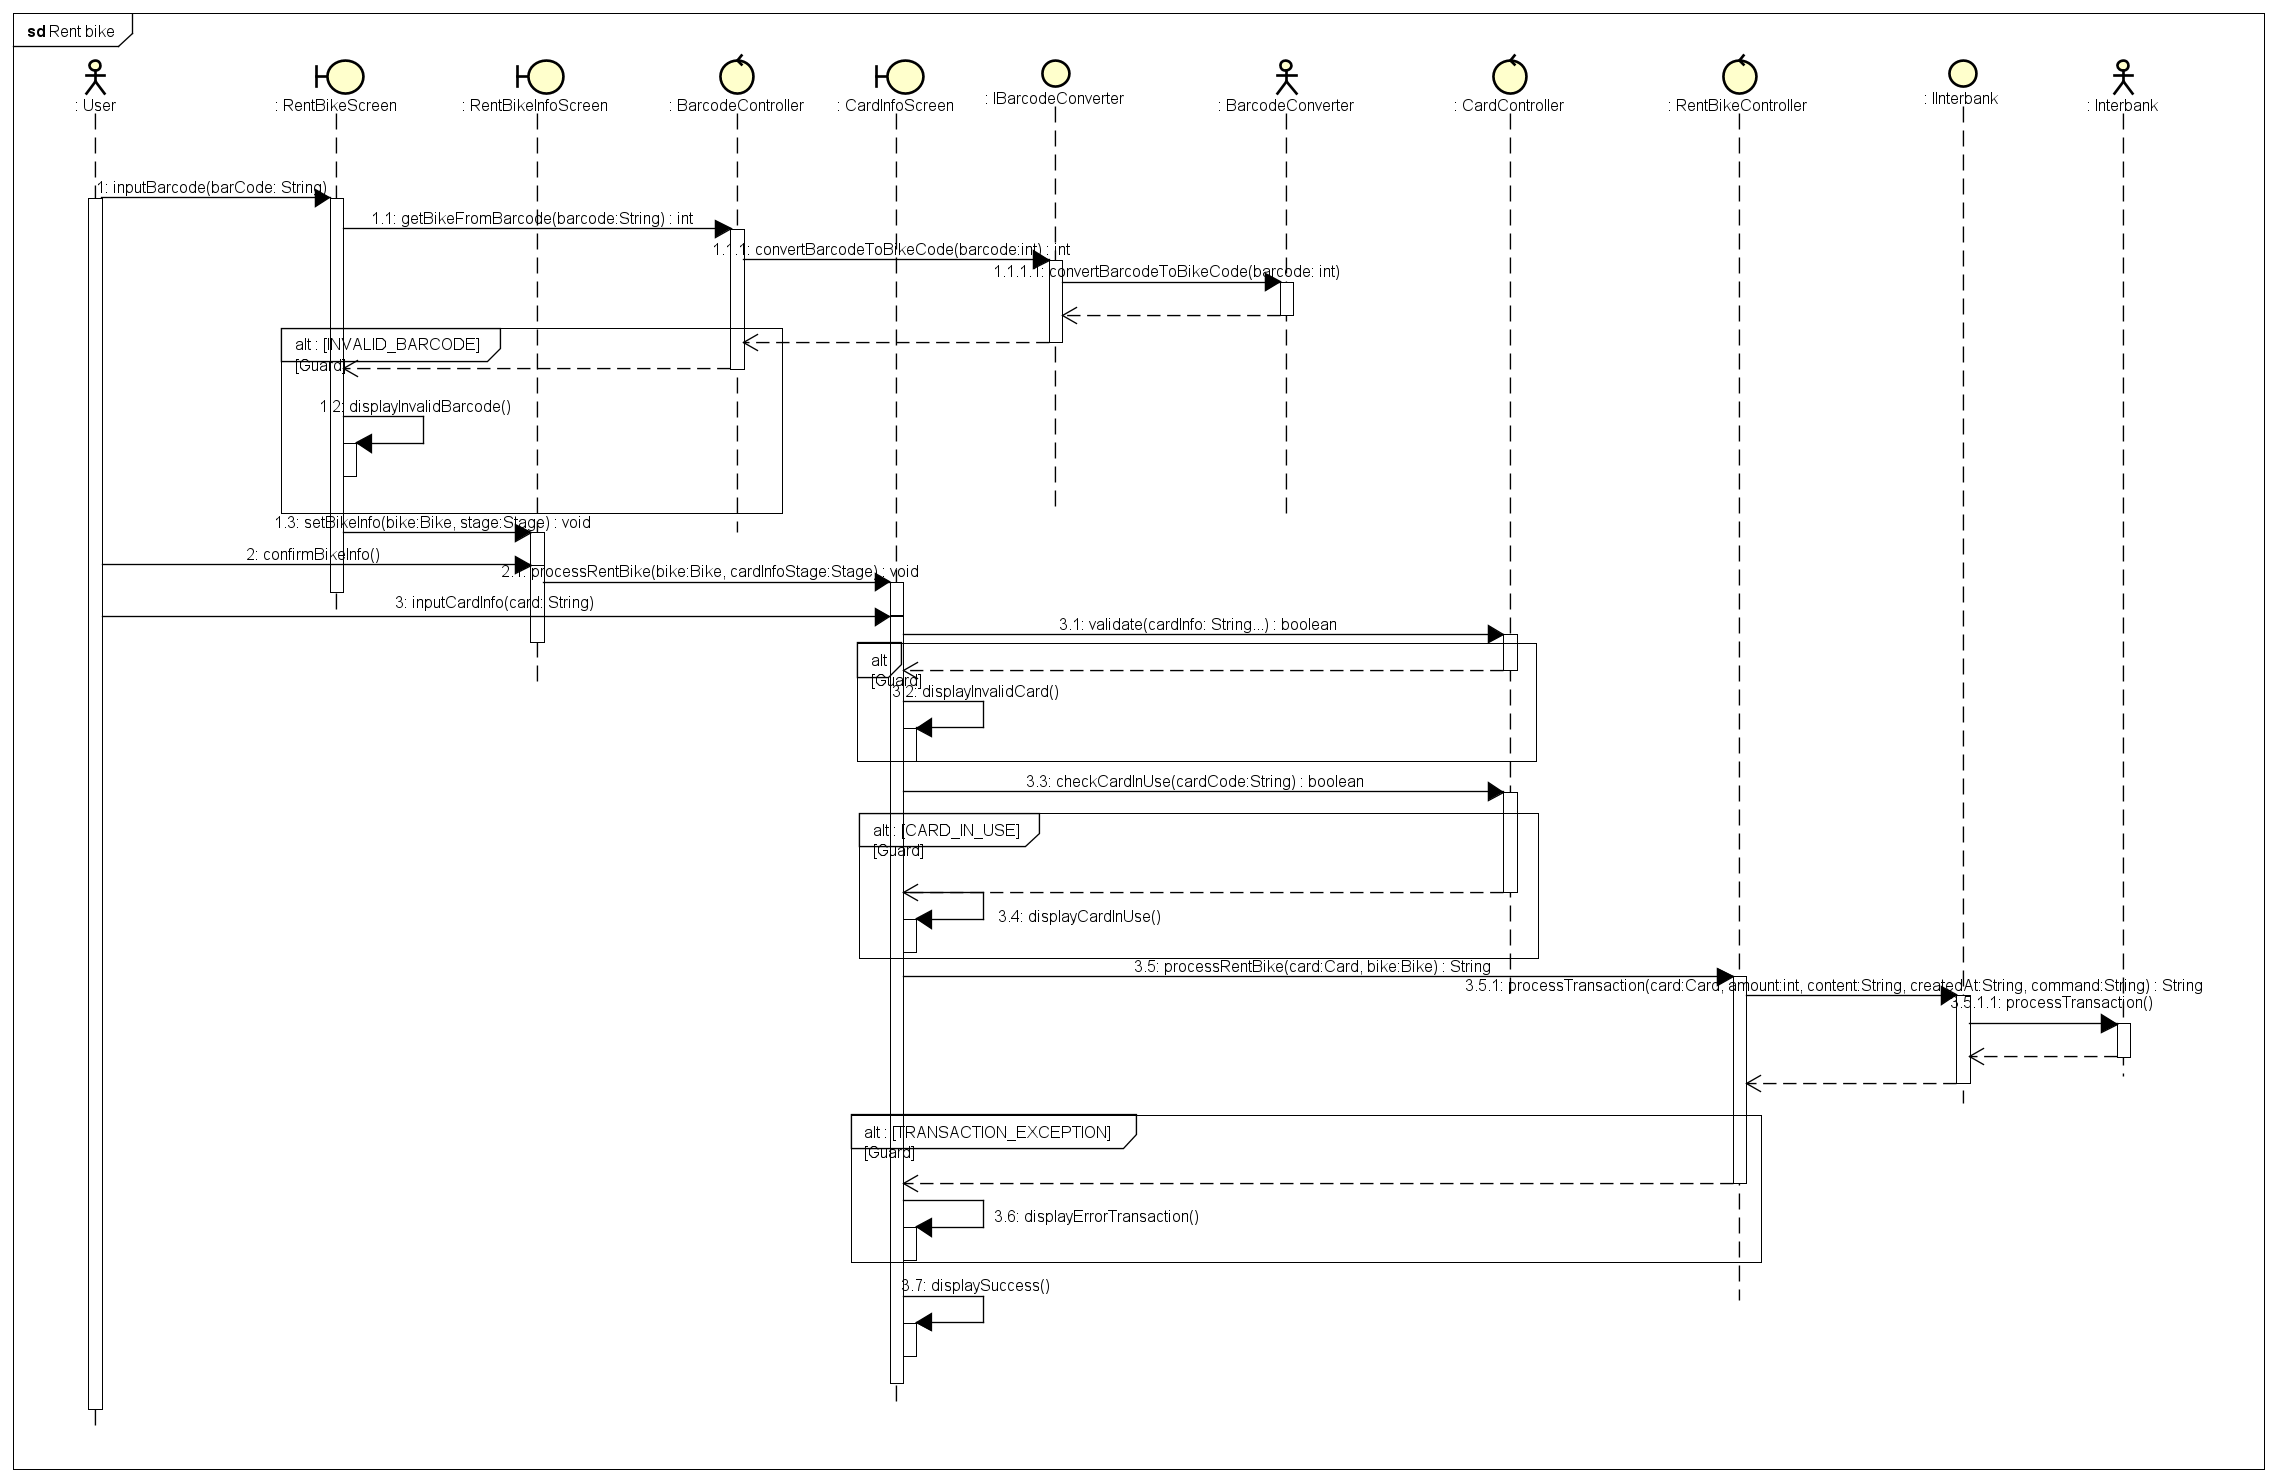 sd Rent bike
: User
: RentBikeScreen
: RentBikeInfoScreen
: BarcodeController
: CardInfoScreen
: IBarcodeConverter
: BarcodeConverter
: CardController
: RentBikeController
: IInterbank
: Interbank
1: inputBarcode(barCode: String)
1.1: getBikeFromBarcode(barcode:String) : int
1.1.1: convertBarcodeToBikeCode(barcode:int) : int
1.1.1.1: convertBarcodeToBikeCode(barcode: int)
alt : [INVALID_BARCODE]
[Guard]
1.2: displayInvalidBarcode()
1.3: setBikeInfo(bike:Bike, stage:Stage) : void
2: confirmBikeInfo()
2.1: processRentBike(bike:Bike, cardInfoStage:Stage) : void
3: inputCardInfo(card: String)
3.1: validate(cardInfo: String...) : boolean
alt
[Guard]
3.2: displayInvalidCard()
3.3: checkCardInUse(cardCode:String) : boolean
alt : [CARD_IN_USE]
[Guard]
3.4: displayCardInUse()
3.5: processRentBike(card:Card, bike:Bike) : String
3.5.1: processTransaction(card:Card, amount:int, content:String, createdAt:String, command:String) : String
3.5.1.1: processTransaction()
alt : [TRANSACTION_EXCEPTION]
[Guard]
3.6: displayErrorTransaction()
3.7: displaySuccess()